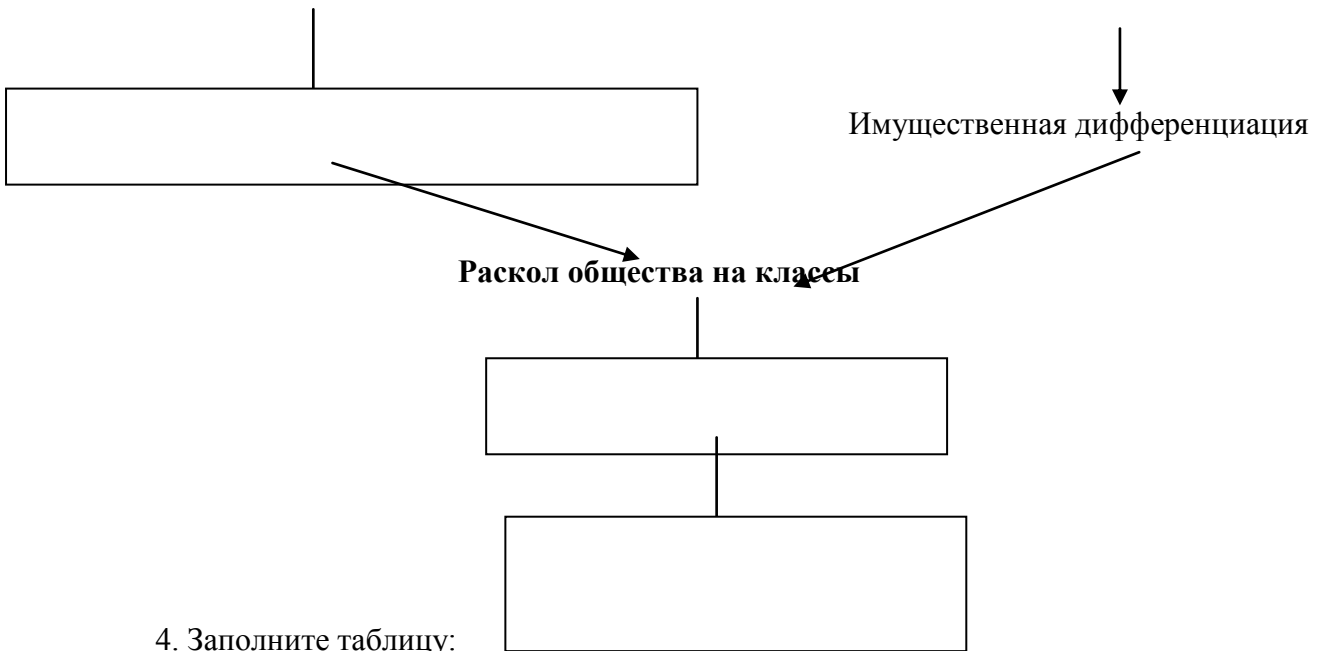 Имущественная дифференциация
Раскол общества на классы
4. Заполните таблицу: